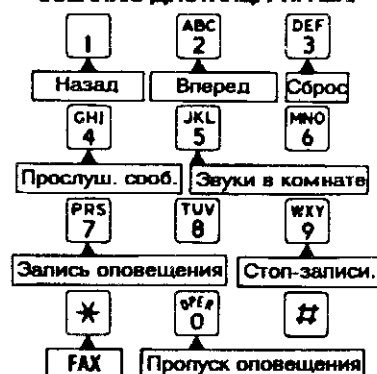 1 ABC 2 DEF 3
Назад Вперед Сброс
GHI 4 JKL 5 MNO 6
Прослуш. сооб. Звуки в комнате
PRS 7 TUV 8 WXY 9
Запись оповещения Стоп-записи.
* OPER 0 #
FAX Пропуск оповещения